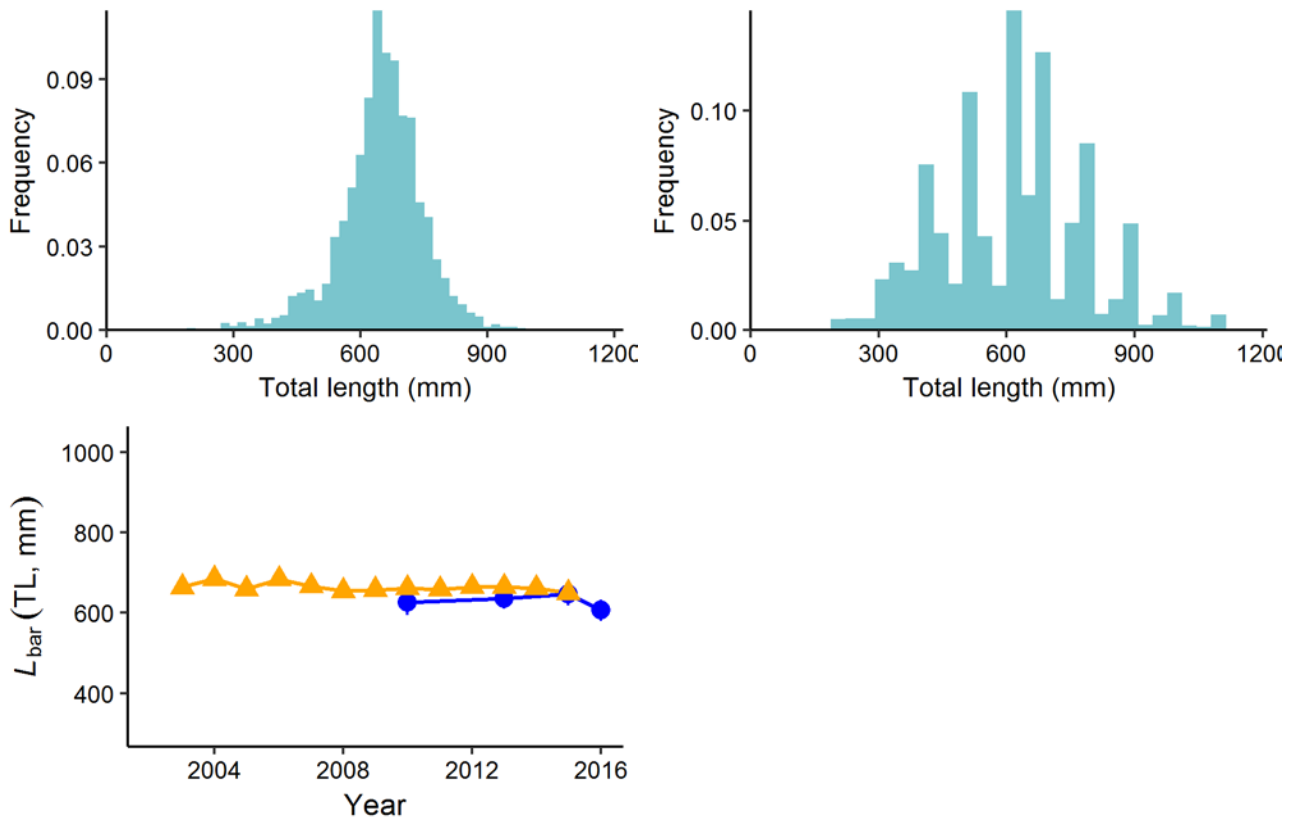 Frequency
0.09
0.06
0.03
0.00
0 300 600 900 1200
Total length (mm)
Frequency
0.10
0.05
0.00
0 300 600 900 1200
Total length (mm)
Lbar (TL, mm)
1000
800
600
400
2004 2008 2012 2016
Year